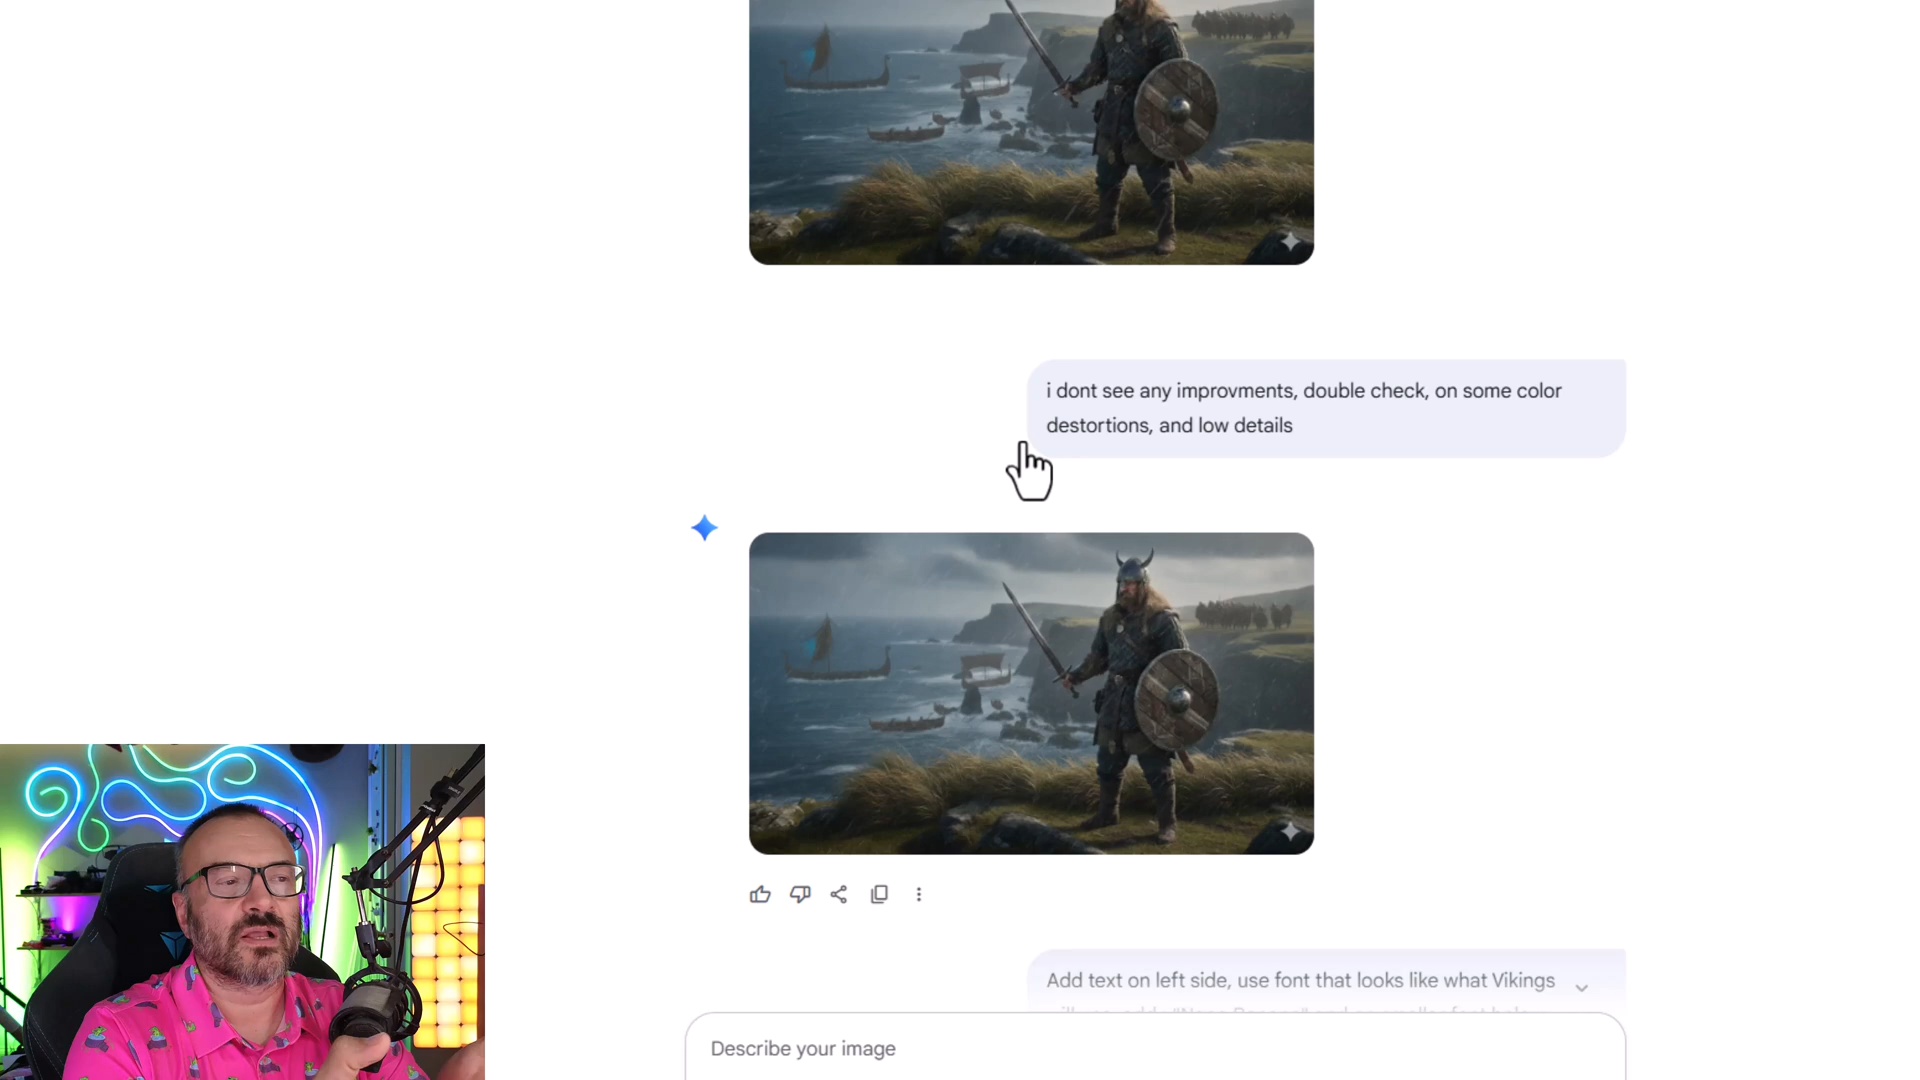 i dont see any improvments, double check, on some color
destortions, and low details
Add text on left side, use font that looks like what Vikings
Describe your image